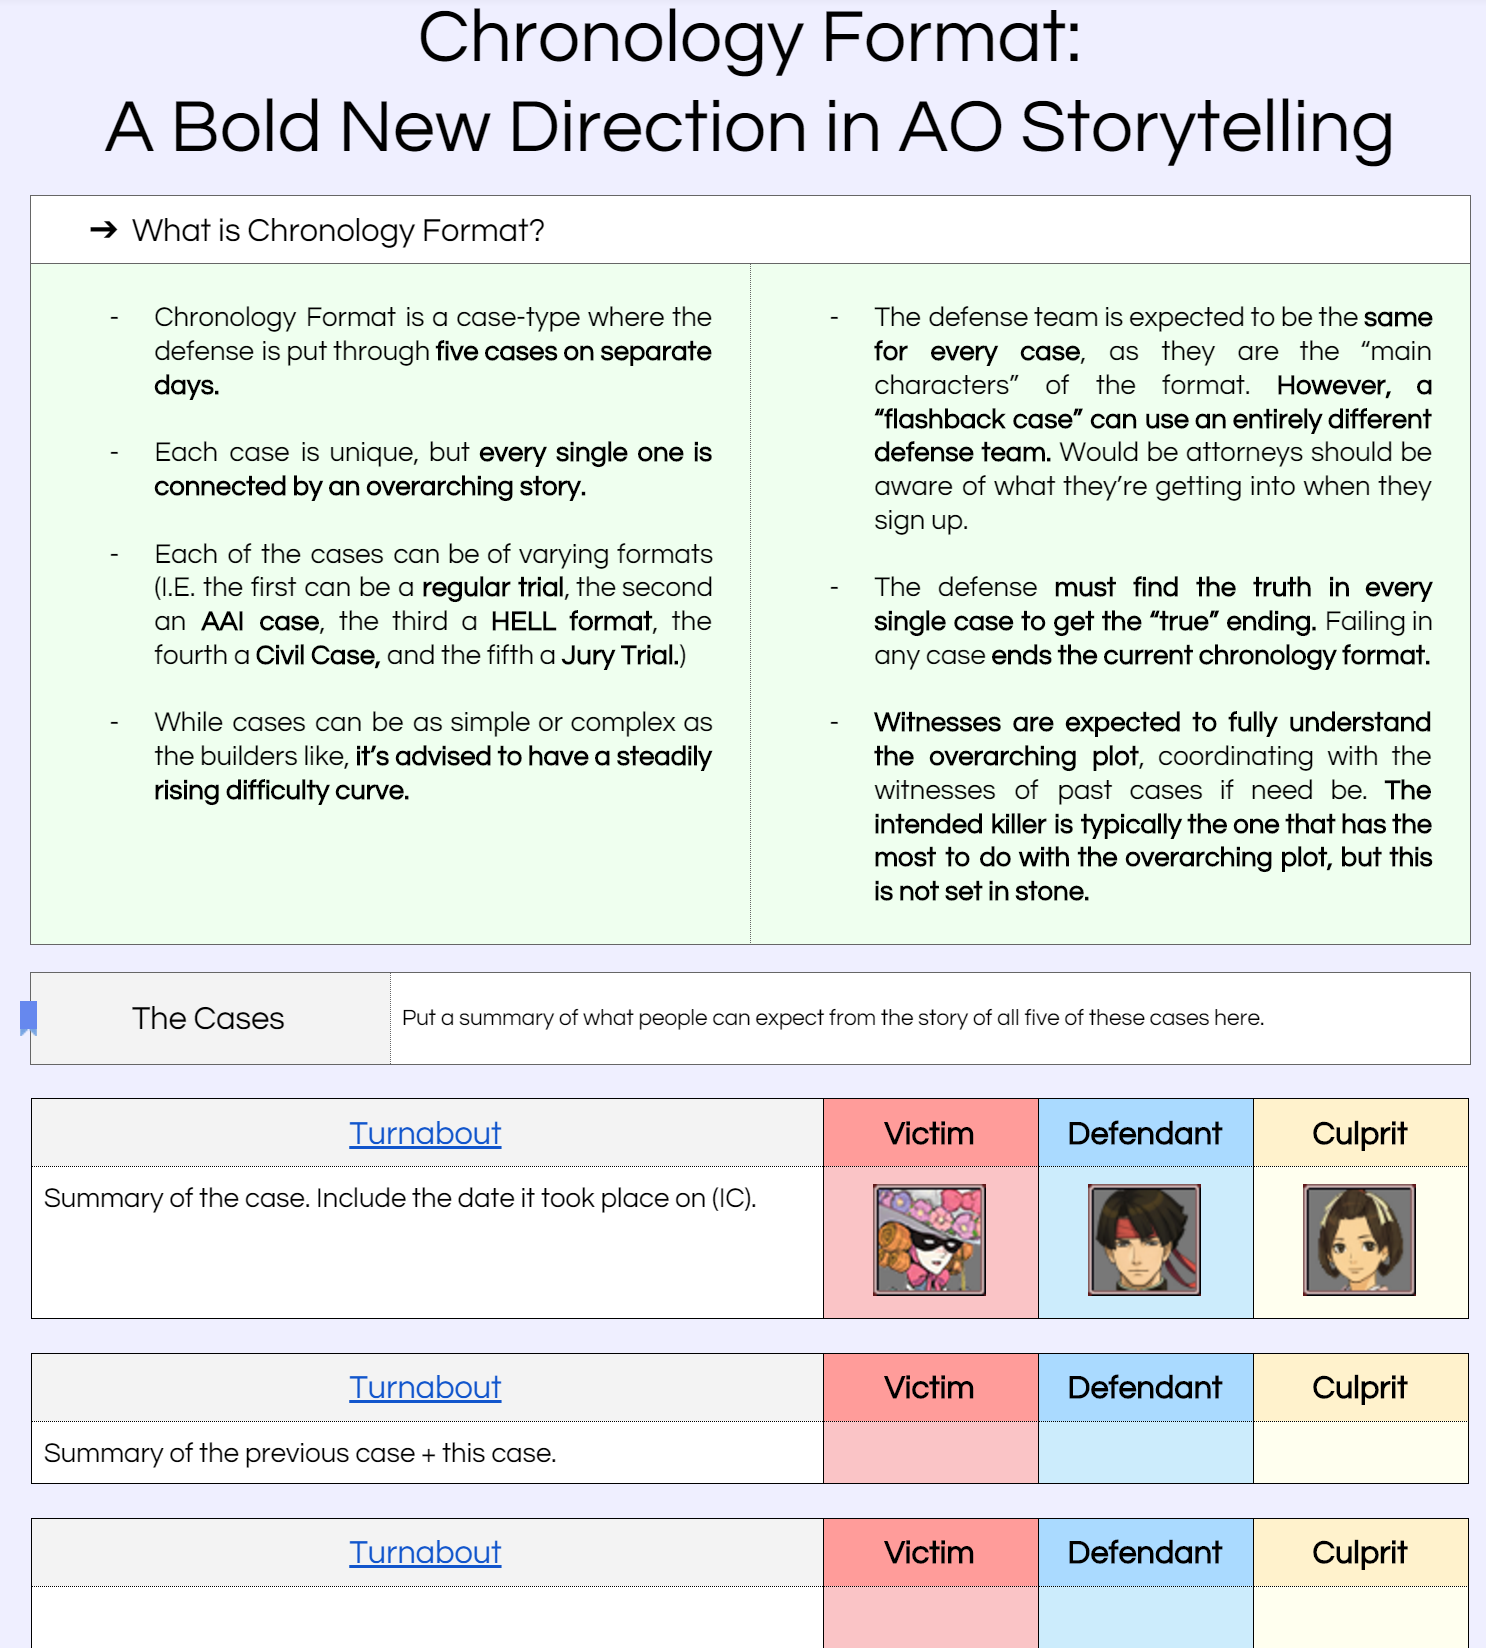 Chronology Format:
A Bold New Direction in AO Storytelling
➔ What is Chronology Format?
- Chronology Format is a case-type where the
defense is put through five cases on separate
days.
- Each case is unique, but every single one is
connected by an overarching story.
- Each of the cases can be of varying formats
(I.E. the first can be a regular trial, the second
an AAI case, the third a HELL format, the
fourth a Civil Case, and the fifth a Jury Trial.)
- While cases can be as simple or complex as
the builders like, it's advised to have a steadily
rising difficulty curve.
- The defense team is expected to be the same
for every case, as they are the “main
characters” of the format. However, a
“flashback case” can use an entirely different
defense team. Would be attorneys should be
aware of what they’re getting into when they
sign up.
- The defense must find the truth in every
single case to get the “true” ending. Failing in
any case ends the current chronology format.
- Witnesses are expected to fully understand
the overarching plot, coordinating with the
witnesses of past cases if need be. The
intended killer is typically the one that has the
most to do with the overarching plot, but this
is not set in stone.
The Cases
Put a summary of what people can expect from the story of all five of these cases here.
Turnabout
Victim
Defendant
Culprit
Summary of the case. Include the date it took place on (IC).
Turnabout
Victim
Defendant
Culprit
Summary of the previous case + this case.
Turnabout
Victim
Defendant
Culprit